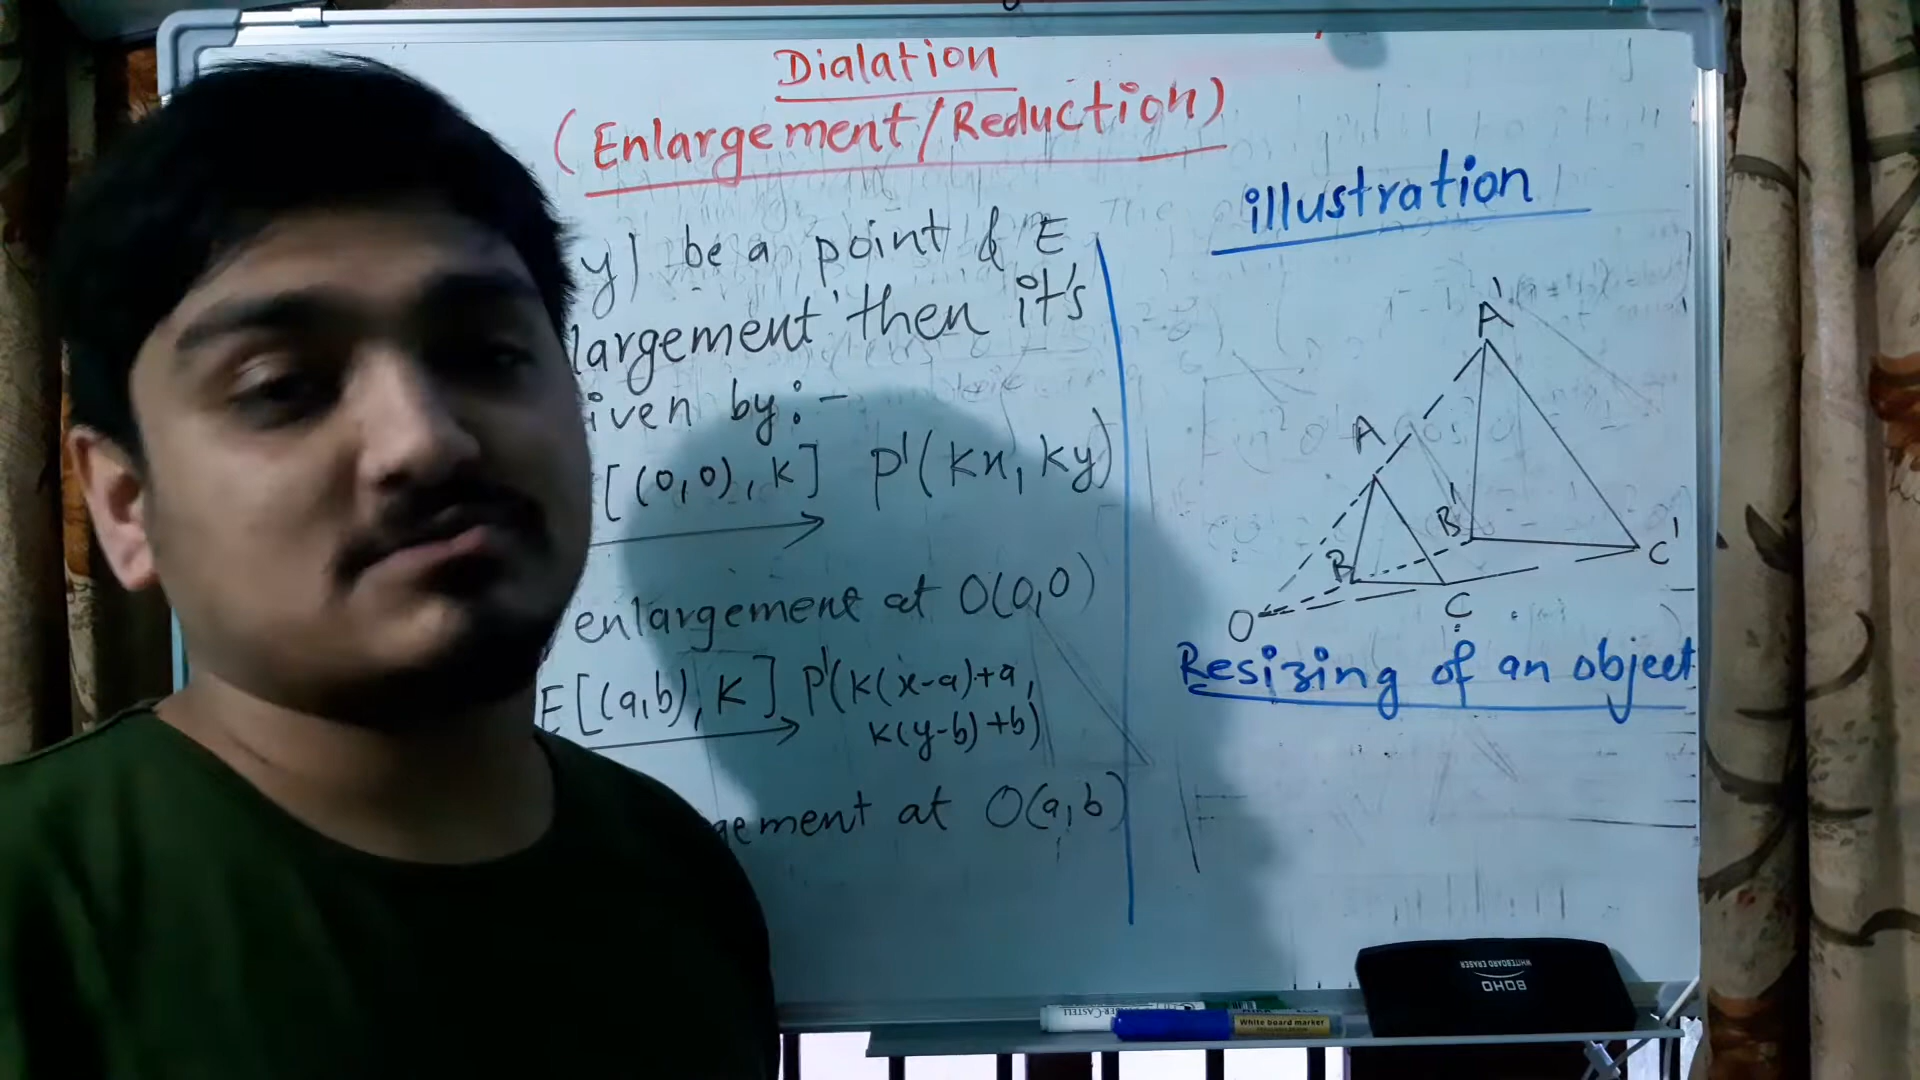 Dialation
(Enlargement/Reduction)
y) be a point & E
largement then it's
iven by:-
[(0,0), K] P'(kx, ky)
enlargement at O(0,0)
E[(a,b), K] P'(k(x-a)+a,
k(y-b)+b)
gement at O(a,b)
illustration
A'
A
B'
B
C'
C
O
Resizing of an object
WHITEBOARD ERASER
BOHO
White board marker